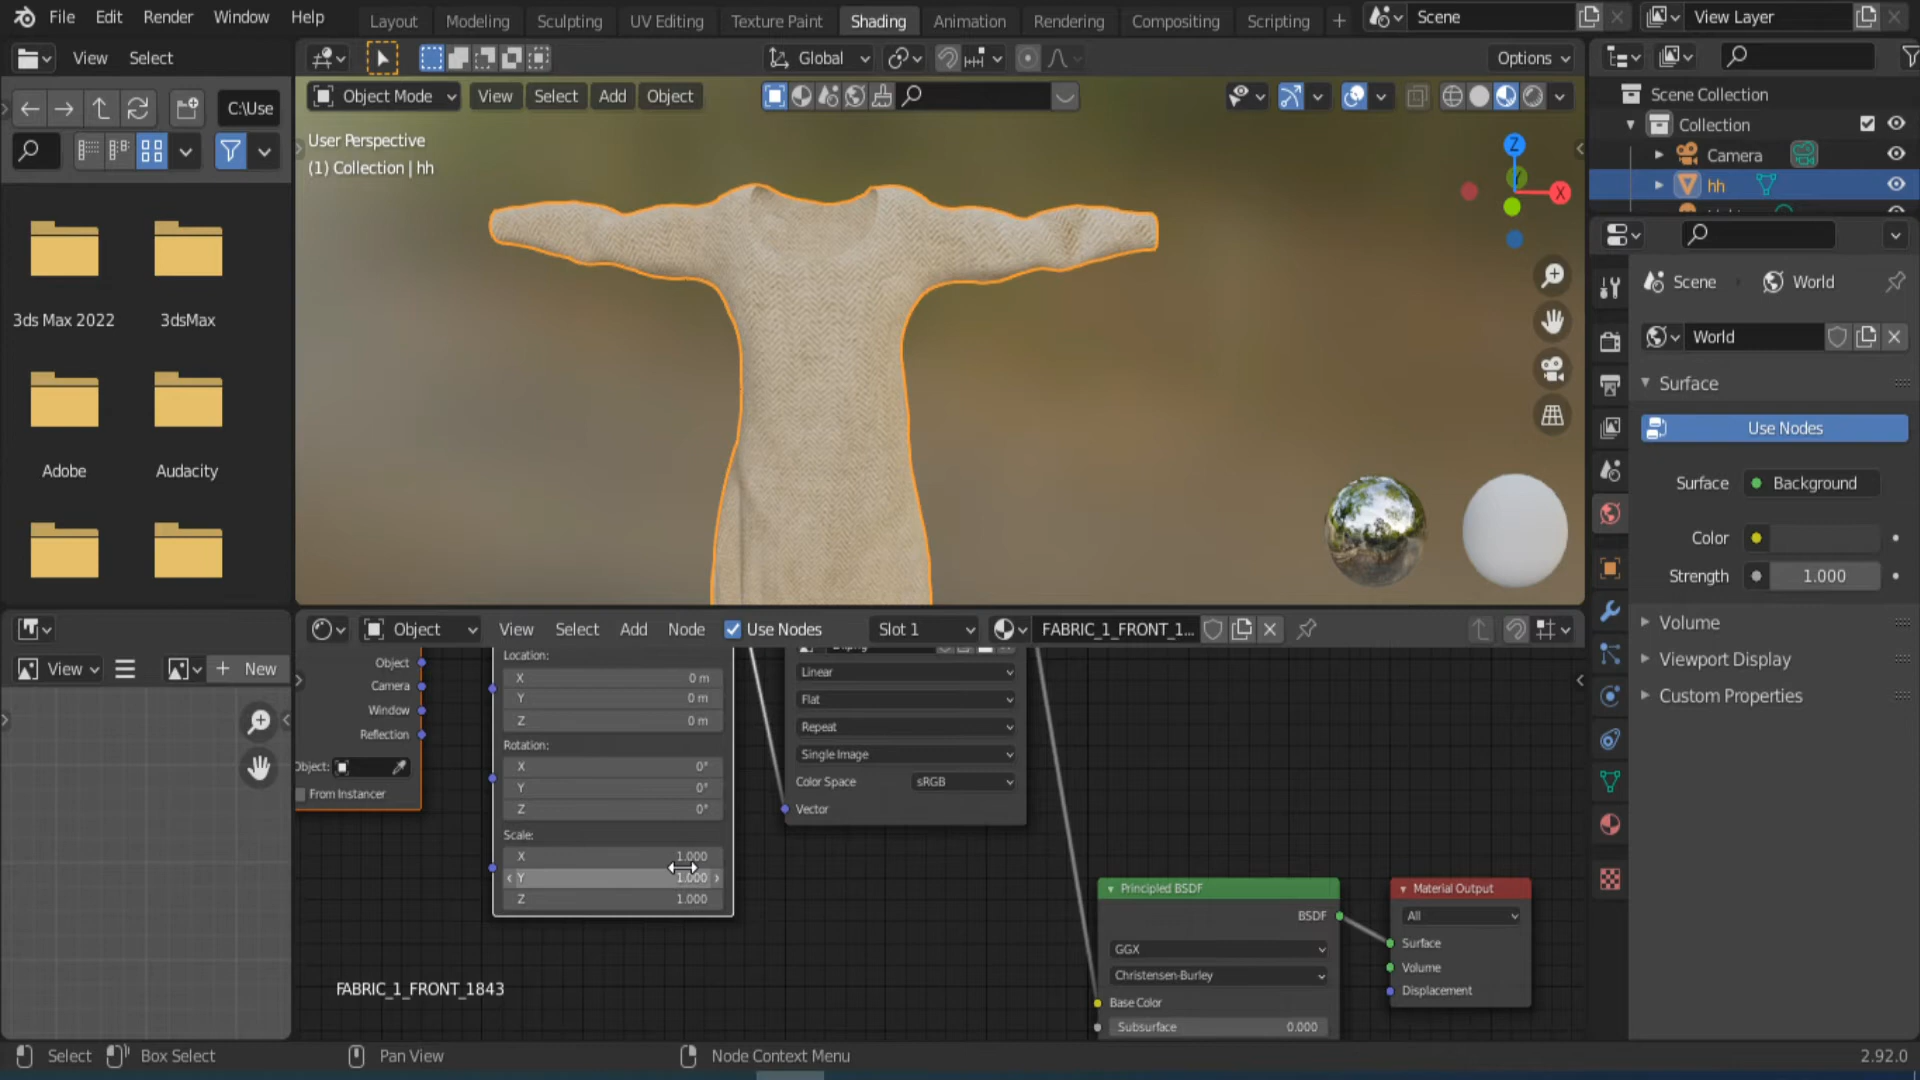 File Edit Render Window Help Layout Modeling Sculpting UV Editing Texture Paint Shading Animation Rendering Compositing Scripting + Scene View Layer
View Select Global Options
Object Mode View Select Add Object
C:\Use
User Perspective
(1) Collection | hh
Z
X
Scene Collection
Collection
Camera
hh
3ds Max 2022 3dsMax
Adobe Audacity
Scene World
World
Surface
Use Nodes
Surface Background
Color
Strength 1.000
Volume
Viewport Display
Custom Properties
Object View Select Add Node Use Nodes Slot 1 FABRIC_1_FRONT_1...
View + New
Object
Camera
Window
Reflection
Object:
From Instancer
Location:
X 0 m
Y 0 m
Z 0 m
Rotation:
X 0°
Y 0°
Z 0°
Scale:
X 1.000
Y 1.000
Z 1.000
Linear
Flat
Repeat
Single Image
Color Space sRGB
Vector
Principled BSDF
BSDF
GGX
Christensen-Burley
Base Color
Subsurface 0.000
Material Output
All
Surface
Volume
Displacement
FABRIC_1_FRONT_1843
Select Box Select Pan View Node Context Menu 2.92.0